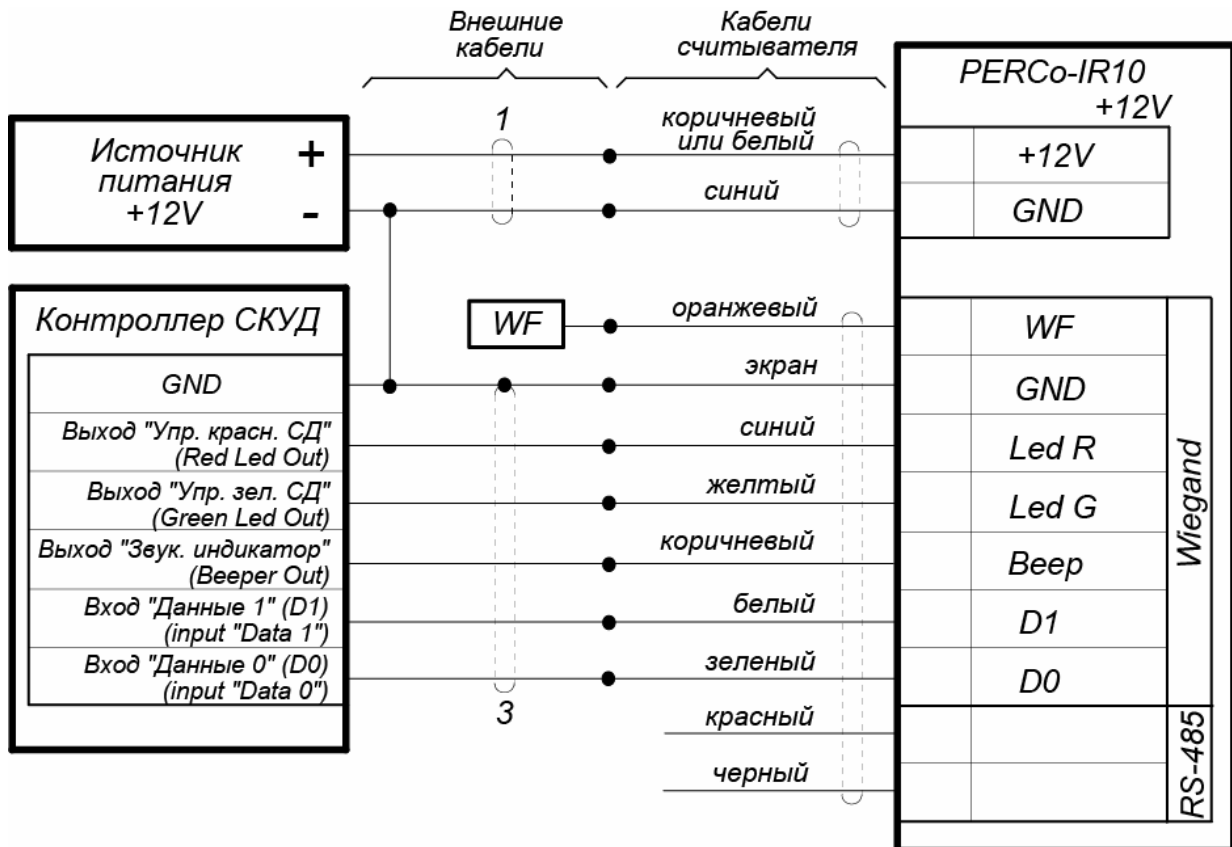 Внешние
кабели
Кабели
считывателя
PERCo-IR10
+12V
1
коричневый
или белый
Источник
питания
+12V
+
-
синий
+12V
GND
Контроллер СКУД
WF
оранжевый
WF
GND
экран
GND
Выход "Упр. красн. СД"
(Red Led Out)
синий
Led R
Выход "Упр. зел. СД"
(Green Led Out)
желтый
Led G
Выход "Звук. индикатор"
(Beeper Out)
коричневый
Beep
Вход "Данные 1" (D1)
(input "Data 1")
белый
D1
Вход "Данные 0" (D0)
(input "Data 0")
зеленый
D0
Wiegand
3
красный
черный
RS-485